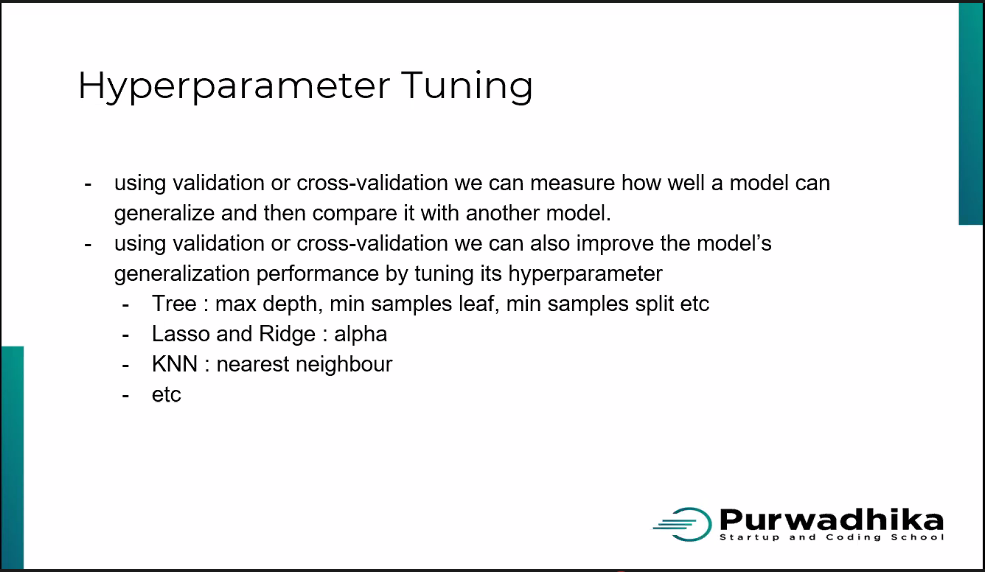 Hyperparameter Tuning
- using validation or cross-validation we can measure how well a model can
generalize and then compare it with another model.
- using validation or cross-validation we can also improve the model's
generalization performance by tuning its hyperparameter
- Tree : max depth, min samples leaf, min samples split etc
- Lasso and Ridge : alpha
- KNN : nearest neighbour
- etc
Purwadhika
Startup and Coding School